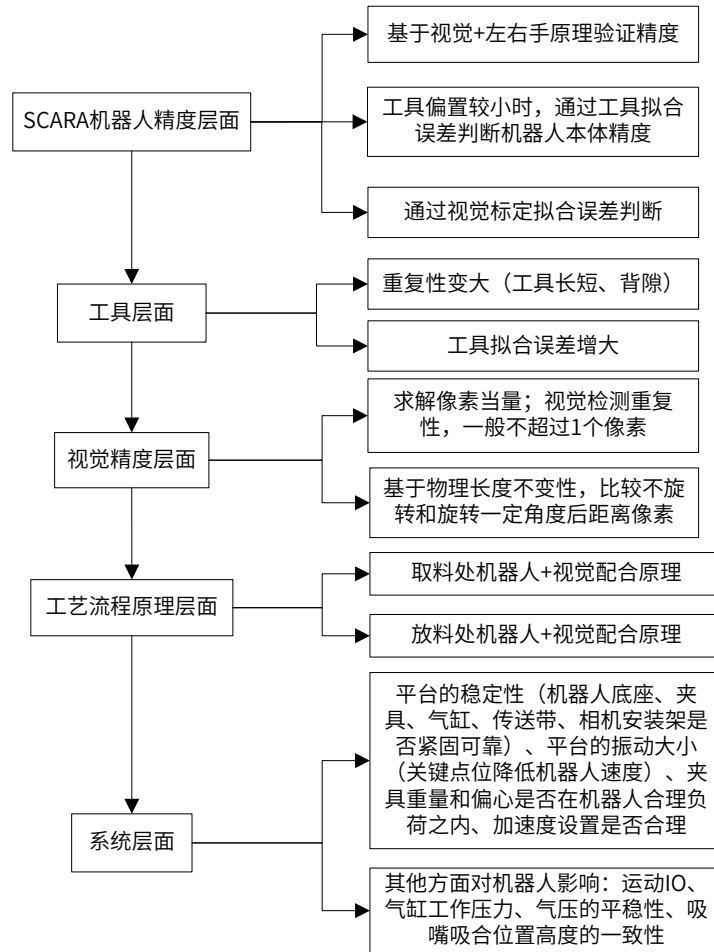 基于视觉+左右手原理验证精度
SCARA机器人精度层面
工具偏置较小时，通过工具拟合
误差判断机器人本体精度
通过视觉标定拟合误差判断
工具层面
重复性变大（工具长短、背隙）
工具拟合误差增大
视觉精度层面
求解像素当量；视觉检测重复
性，一般不超过1个像素
基于物理长度不变性，比较不旋
转和旋转一定角度后距离像素
工艺流程原理层面
取料处机器人+视觉配合原理
放料处机器人+视觉配合原理
系统层面
平台的稳定性（机器人底座、夹
具、气缸、传送带、相机安装架是
否紧固可靠）、平台的振动大小
（关键点位降低机器人速度）、夹
具重量和偏心是否在机器人合理负
荷之内、加速度设置是否合理
其他方面对机器人影响：运动IO、
气缸工作压力、气压的平稳性、吸
嘴吸合位置高度的一致性